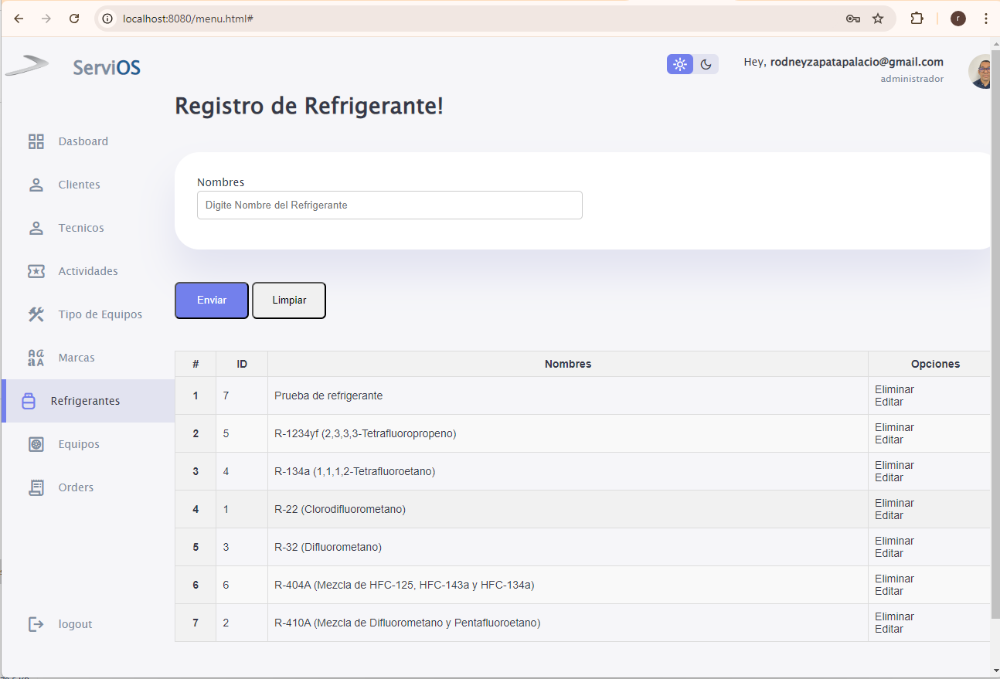 localhost:8080/menu.html#
r
ServiOS
Hey, rodneyzapatapalacio@gmail.com
administrador
Registro de Refrigerante!
Dasboard
Clientes
Tecnicos
Actividades
Tipo de Equipos
Marcas
Refrigerantes
Equipos
Orders
logout
Nombres
Digite Nombre del Refrigerante
Enviar Limpiar
# ID Nombres Opciones
1 7 Prueba de refrigerante Eliminar
Editar
2 5 R-1234yf (2,3,3,3-Tetrafluoropropeno) Eliminar
Editar
3 4 R-134a (1,1,1,2-Tetrafluoroetano) Eliminar
Editar
4 1 R-22 (Clorodifluorometano) Eliminar
Editar
5 3 R-32 (Difluorometano) Eliminar
Editar
6 6 R-404A (Mezcla de HFC-125, HFC-143a y HFC-134a) Eliminar
Editar
7 2 R-410A (Mezcla de Difluorometano y Pentafluoroetano) Eliminar
Editar